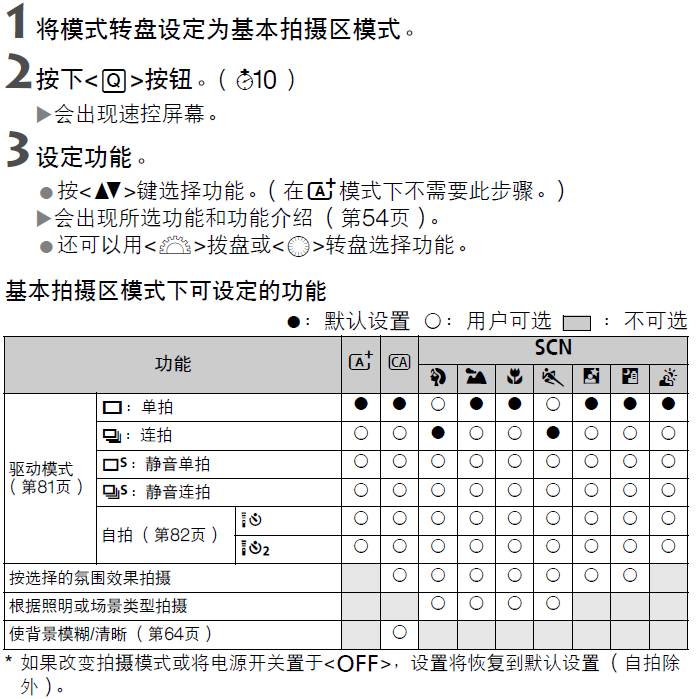 1 将模式转盘设定为基本拍摄区模式。
2 按下<Q>按钮。( 10 )
▶会出现速控屏幕。
3 设定功能。
●按<▲▼>键选择功能。( 在A+模式下不需要此步骤。)
▶会出现所选功能和功能介绍 ( 第54页 )。
●还可以用< >拨盘或< >转盘选择功能。
基本拍摄区模式下可设定的功能
●：默认设置 ○：用户可选 ：不可选
功能 A+ CA SCN
驱动模式 ( 第81页 )
：单拍 ● ● ○ ● ● ○ ● ● ●
：连拍 ○ ○ ● ○ ○ ● ○ ○ ○
S：静音单拍 ○ ○ ○ ○ ○ ○ ○ ○ ○
S：静音连拍 ○ ○ ○ ○ ○ ○ ○ ○ ○
自拍 ( 第82页 ) ○ ○ ○ ○ ○ ○ ○ ○ ○
2 ○ ○ ○ ○ ○ ○ ○ ○ ○
按选择的氛围效果拍摄 ○ ○ ○ ○ ○ ○ ○
根据照明或场景类型拍摄 ○ ○ ○ ○
使背景模糊/清晰 ( 第64页 ) ○
* 如果改变拍摄模式或将电源开关置于<OFF>，设置将恢复到默认设置 ( 自拍除
外 )。